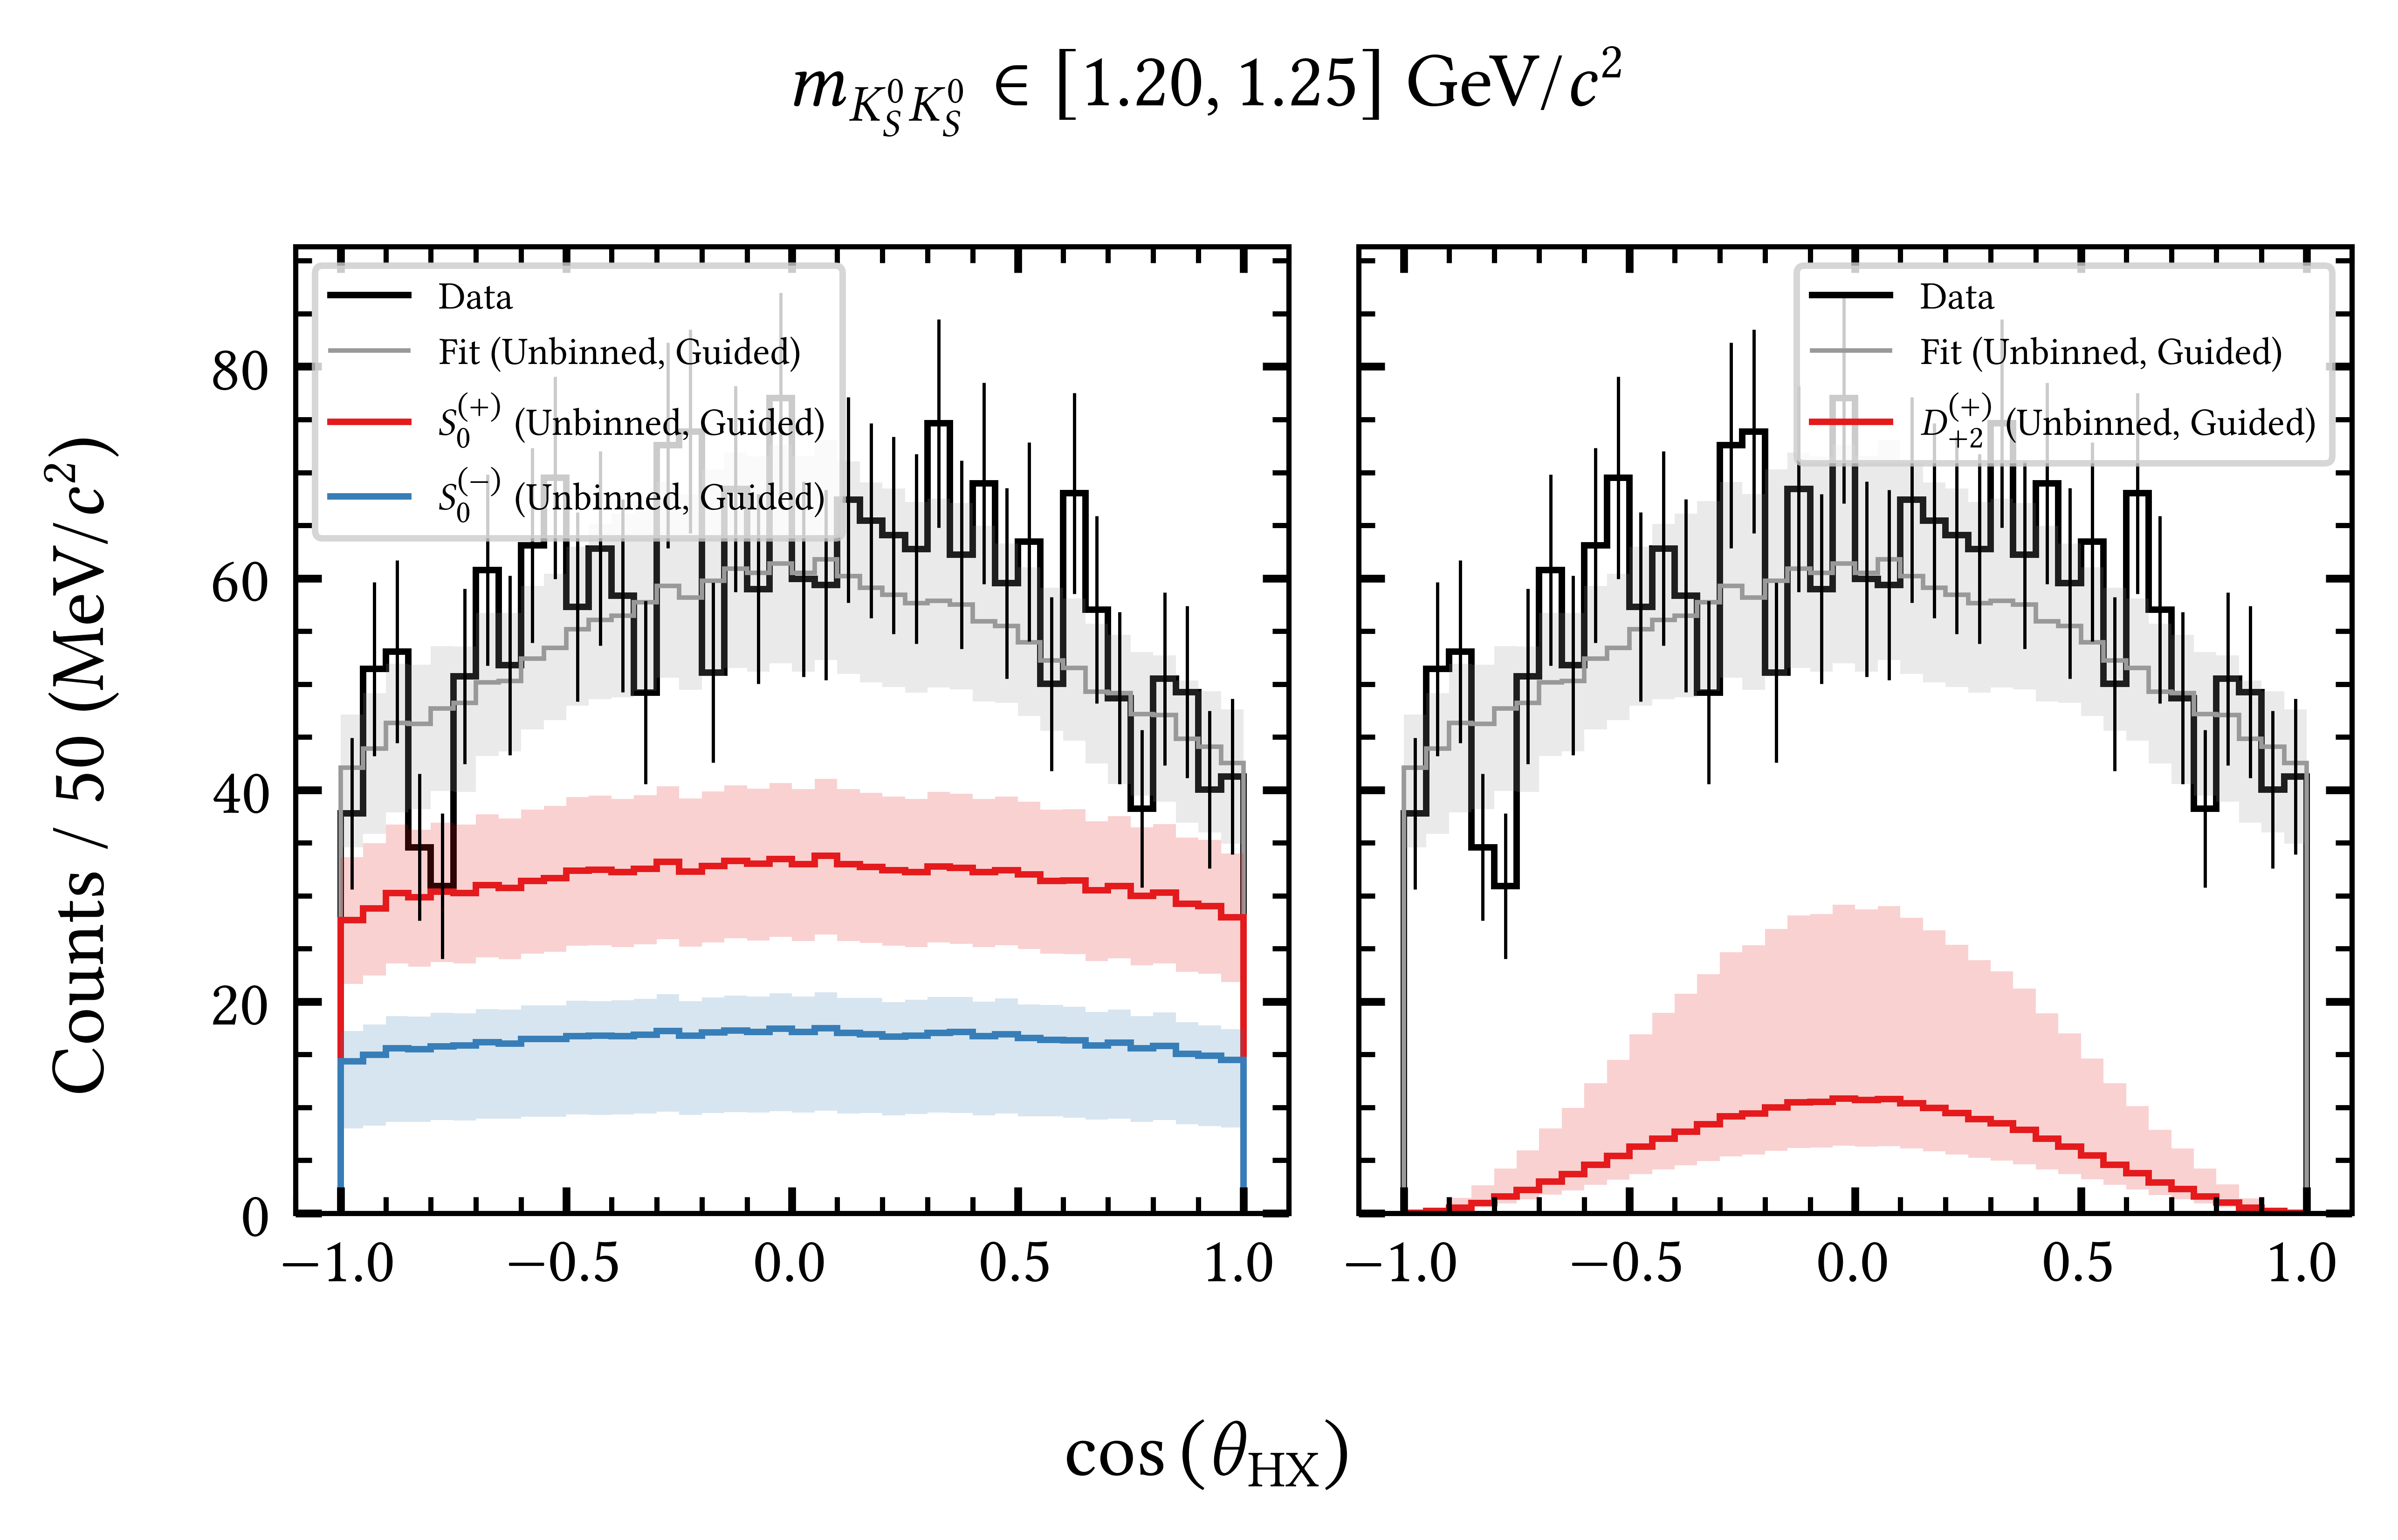 m_{K_S^0 K_S^0} ∈ [1.20, 1.25] GeV/c²
Counts / 50 (MeV/c²)
80
60
40
20
0
Data
Fit (Unbinned, Guided)
S_0^{(+)} (Unbinned, Guided)
S_0^{(−)} (Unbinned, Guided)
−1.0 −0.5 0.0 0.5 1.0
Data
Fit (Unbinned, Guided)
D_{+2}^{(+)} (Unbinned, Guided)
−1.0 −0.5 0.0 0.5 1.0
cos (θ_{HX})